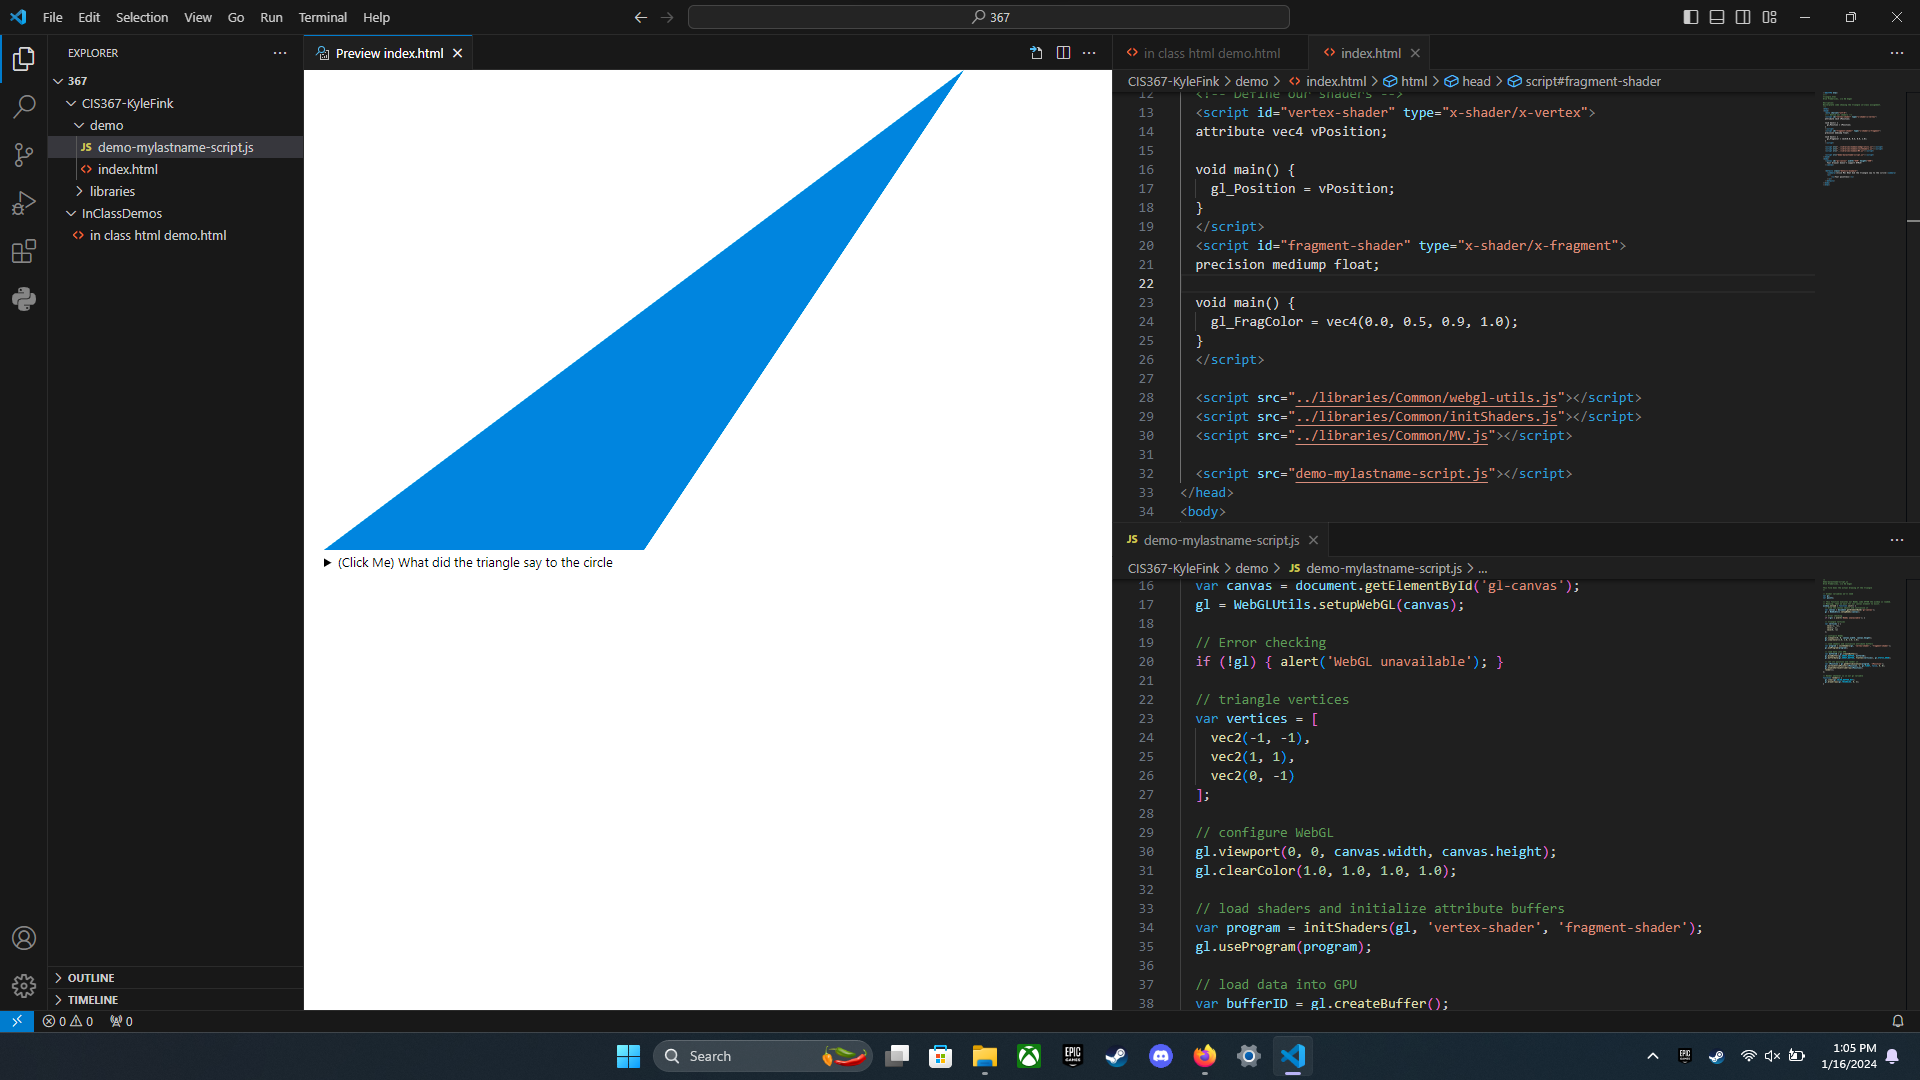 File Edit Selection View Go Run Terminal Help
367
EXPLORER
367
CIS367-KyleFink
demo
JS demo-mylastname-script.js
index.html
libraries
InClassDemos
in class html demo.html
OUTLINE
TIMELINE
Preview index.html
(Click Me) What did the triangle say to the circle
in class html demo.html
index.html
CIS367-KyleFink > demo > index.html > html > head > script#fragment-shader
12 <!-- Define our shaders -->
13 <script id="vertex-shader" type="x-shader/x-vertex">
14 attribute vec4 vPosition;
15
16 void main() {
17 gl_Position = vPosition;
18 }
19 </script>
20 <script id="fragment-shader" type="x-shader/x-fragment">
21 precision mediump float;
22
23 void main() {
24 gl_FragColor = vec4(0.0, 0.5, 0.9, 1.0);
25 }
26 </script>
27
28 <script src="../libraries/Common/webgl-utils.js"></script>
29 <script src="../libraries/Common/initShaders.js"></script>
30 <script src="../libraries/Common/MV.js"></script>
31
32 <script src="demo-mylastname-script.js"></script>
33 </head>
34 <body>
JS demo-mylastname-script.js
CIS367-KyleFink > demo > JS demo-mylastname-script.js > ...
16 var canvas = document.getElementById('gl-canvas');
17 gl = WebGLUtils.setupWebGL(canvas);
18
19 // Error checking
20 if (!gl) { alert('WebGL unavailable'); }
21
22 // triangle vertices
23 var vertices = [
24 vec2(-1, -1),
25 vec2(1, 1),
26 vec2(0, -1)
27 ];
28
29 // configure WebGL
30 gl.viewport(0, 0, canvas.width, canvas.height);
31 gl.clearColor(1.0, 1.0, 1.0, 1.0);
32
33 // load shaders and initialize attribute buffers
34 var program = initShaders(gl, 'vertex-shader', 'fragment-shader');
35 gl.useProgram(program);
36
37 // load data into GPU
38 var bufferID = gl.createBuffer();
0 0 0
Search
EPIC GAMES
1:05 PM
1/16/2024